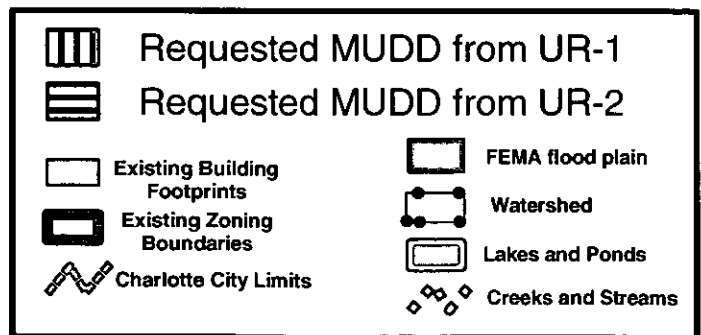 Requested MUDD from UR-1
Requested MUDD from UR-2
Existing Building
Footprints
Existing Zoning
Boundaries
Charlotte City Limits
FEMA flood plain
Watershed
Lakes and Ponds
Creeks and Streams